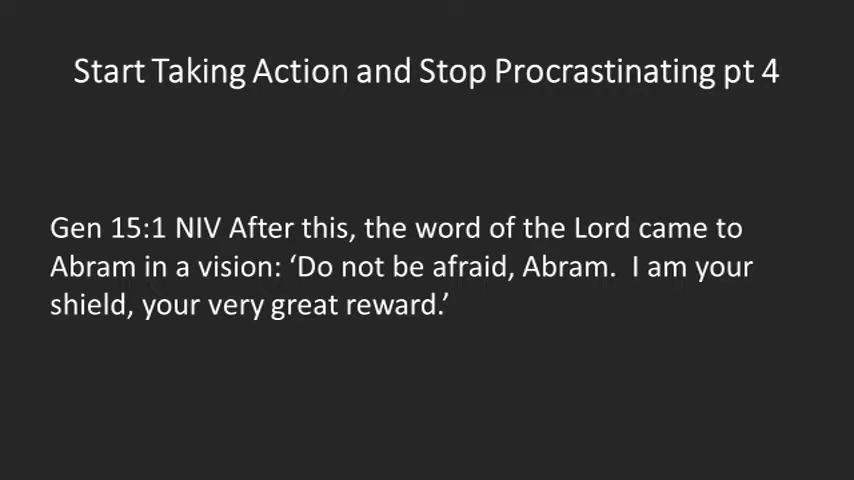 Start Taking Action and Stop Procrastinating pt 4
Gen 15:1 NIV After this, the word of the Lord came to
Abram in a vision: ‘Do not be afraid, Abram.  I am your
shield, your very great reward.’